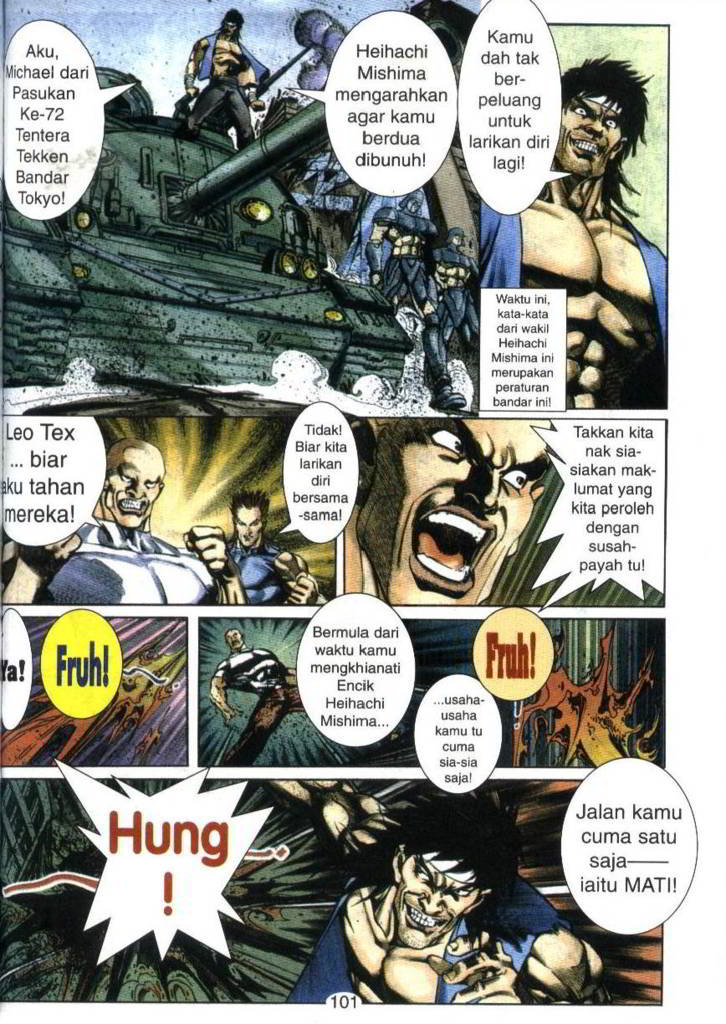 Aku,
Michael dari
Pasukan
Ke-72
Tentera
Tekken
Bandar
Tokyo!
Heihachi
Mishima
mengarahkan
agar kamu
berdua
dibunuh!
Kamu
dah tak
ber-
peluang
untuk
larikan diri
lagi!
Waktu ini,
kata-kata
dari wakil
Heihachi
Mishima ini
merupakan
peraturan
bandar ini!
Leo Tex
... biar
aku tahan
mereka!
Tidak!
Biar kita
larikan
diri
bersama
-sama!
Takkan kita
nak sia-
siakan mak-
lumat yang
kita peroleh
dengan
susah-
payah tu!
Ya!
Fruh!
Bermula dari
waktu kamu
mengkhianati
Encik
Heihachi
Mishima...
...usaha-
usaha
kamu tu
cuma
sia-sia
saja!
Fruh!
Hung
!
Jalan kamu
cuma satu
saja——
iaitu MATI!
101